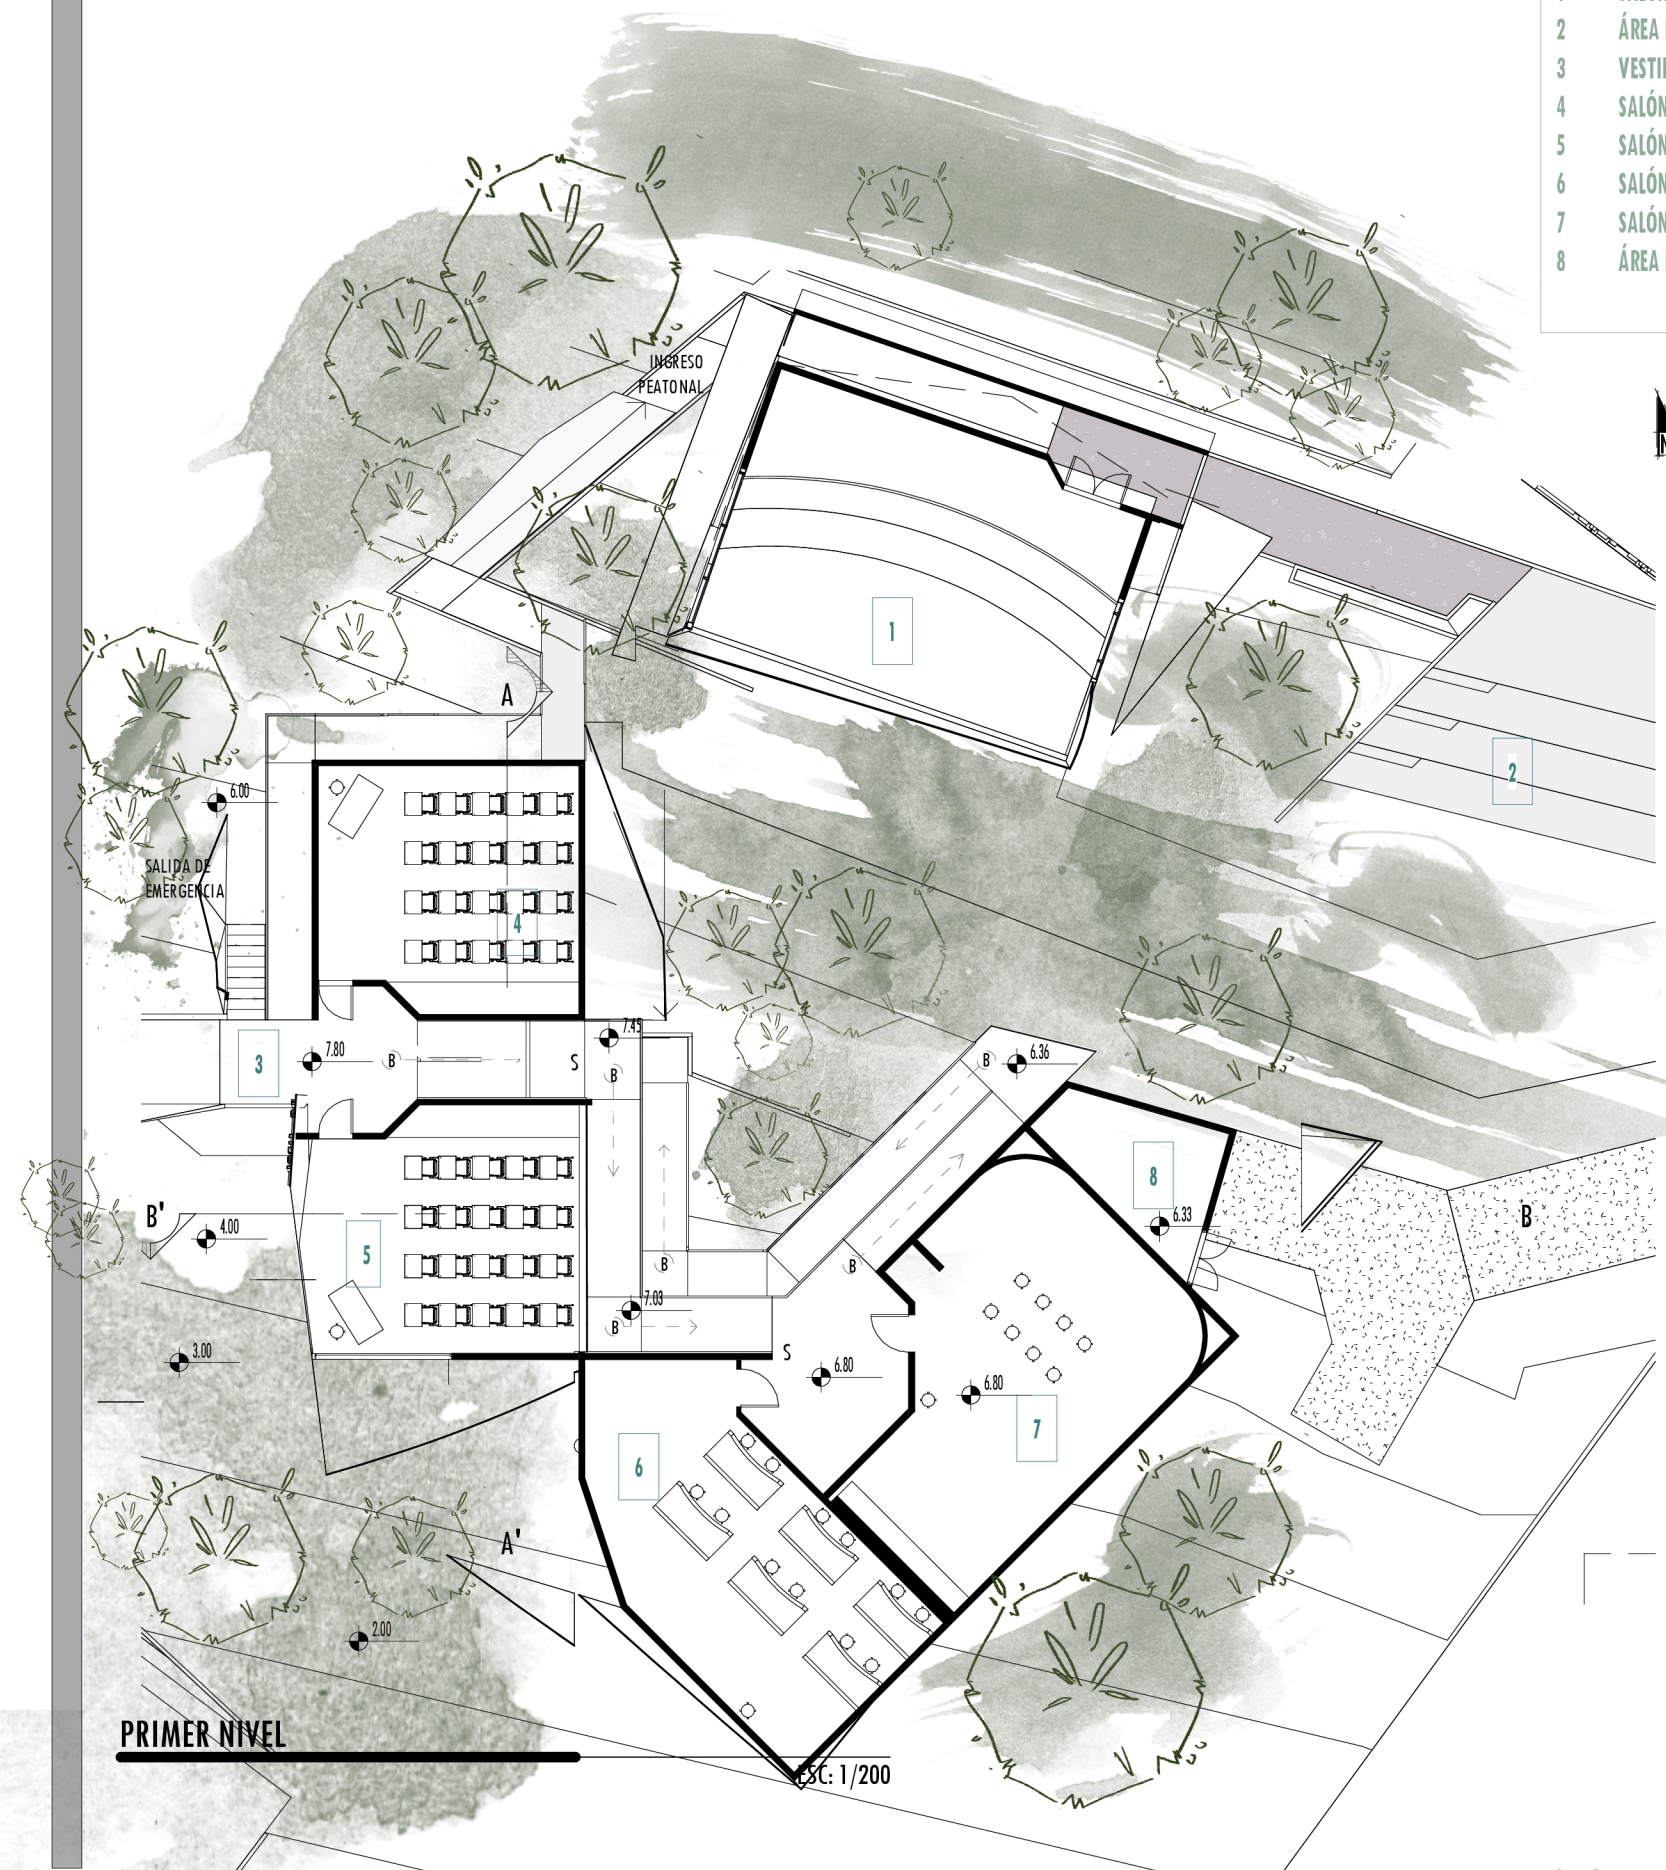 2 ÁREA
3 VESTI
4 SALÓN
5 SALÓN
6 SALÓN
7 SALÓN
8 ÁREA
INGRESO
PEATONAL
1
A
2
6.00
SALIDA DE
EMERGENCIA
4
7.45
3
7.80
B
S
B
B
6.36
8
B'
4.00
5
6.33
B
B
B
7.03
B
S
3.00
6.80
6.80
7
6
A'
2.00
PRIMER NIVEL
ESC: 1/200